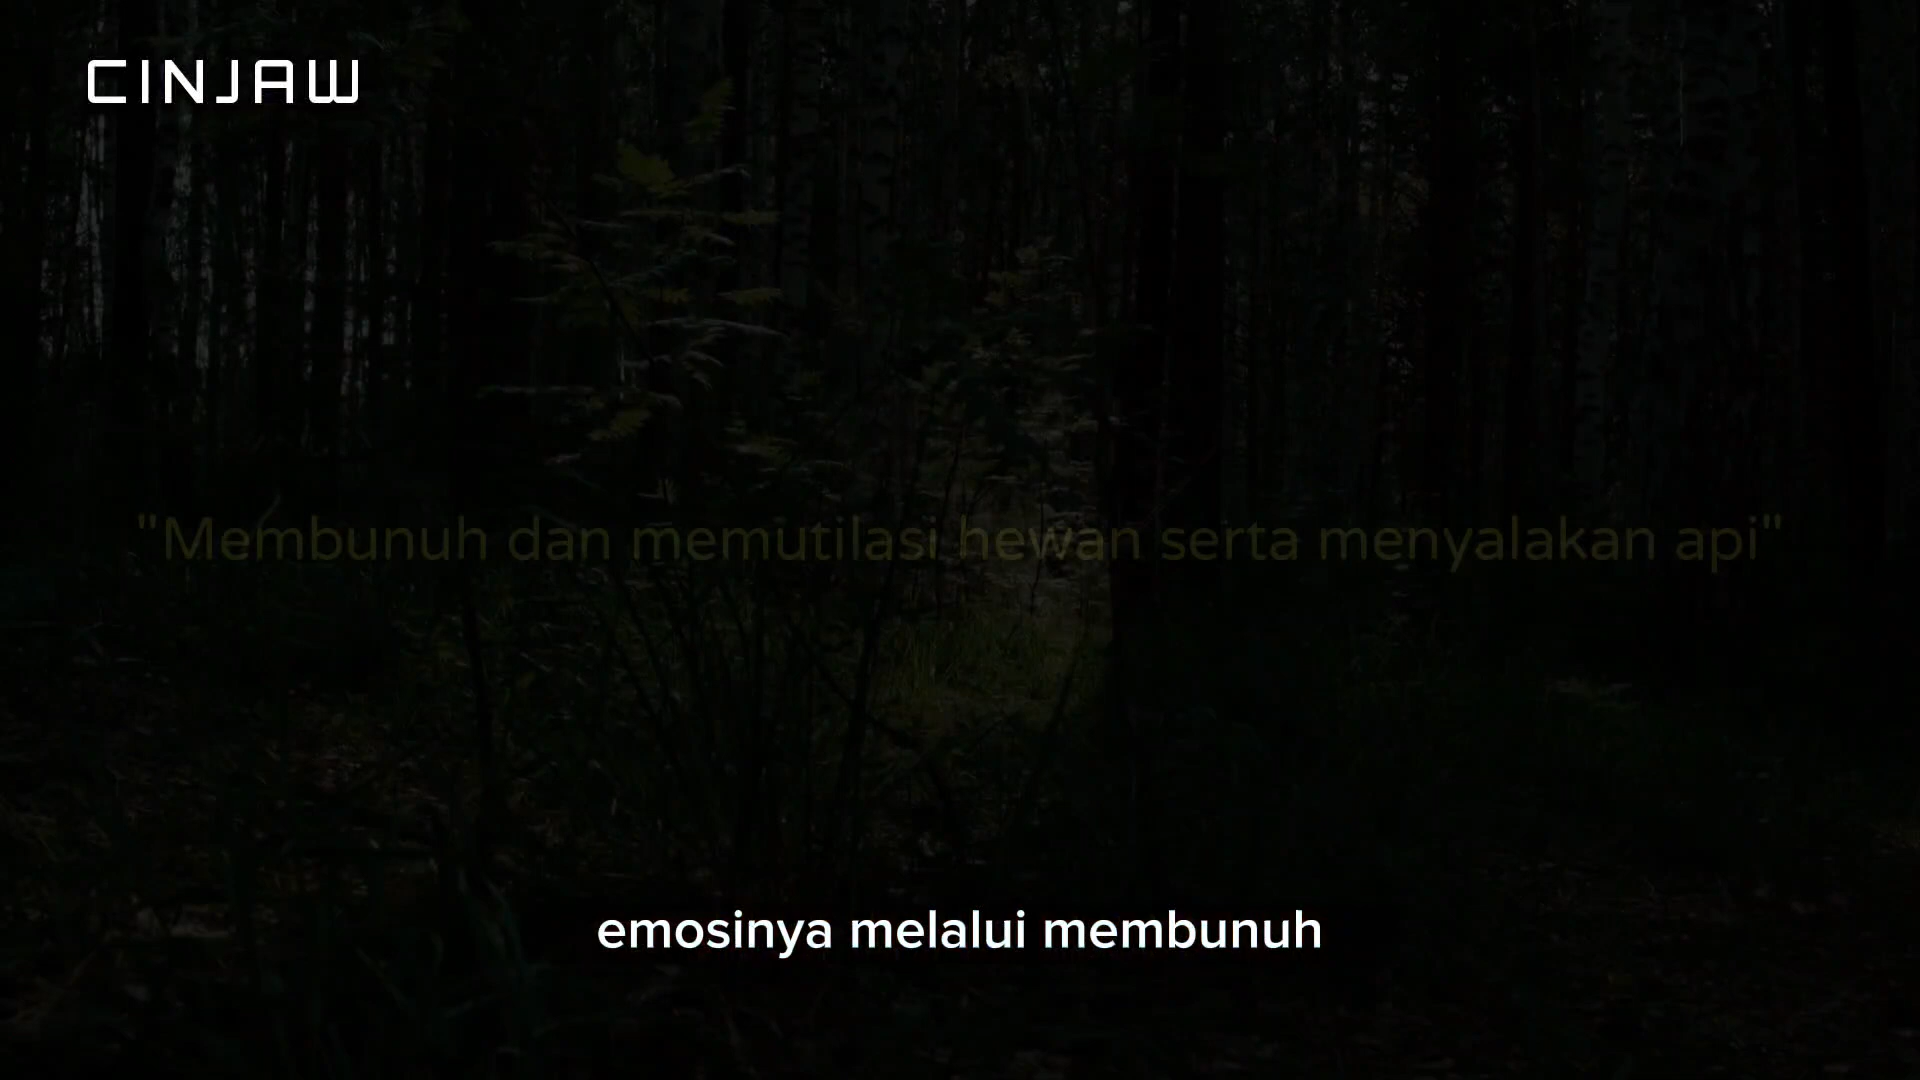 CINJAW
"Membunuh dan memutilasi hewan serta menyalakan api"
emosinya melalui membunuh